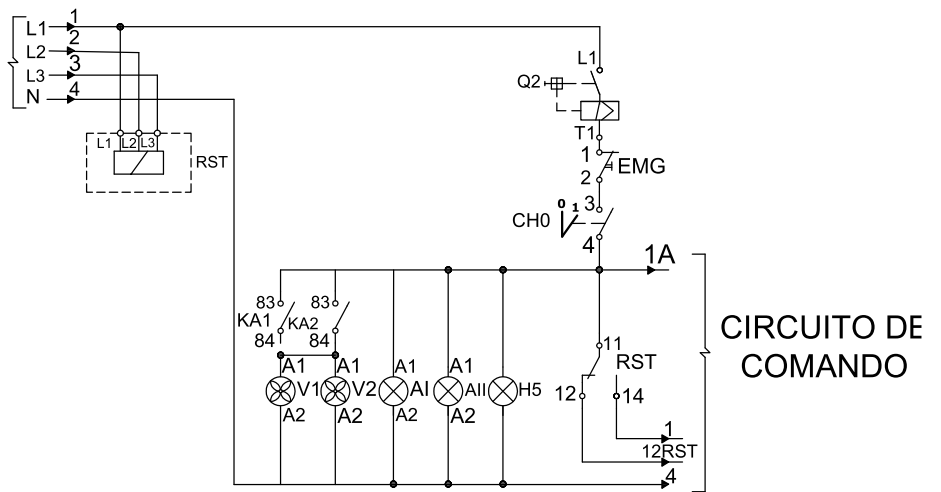 L1 1
L2 2
L3 3
N 4
L1 L2 L3
RST
L1
Q2
T1
1
2
EMG
0 1
CH0
3
4
1A
83
KA1
84
83
KA2
84
A1
V1
A2
A1
V2
A2
A1
AI
A2
A1
AII
A2
H5
11
RST
12
14
1
12RST
4
CIRCUITO DE
COMANDO